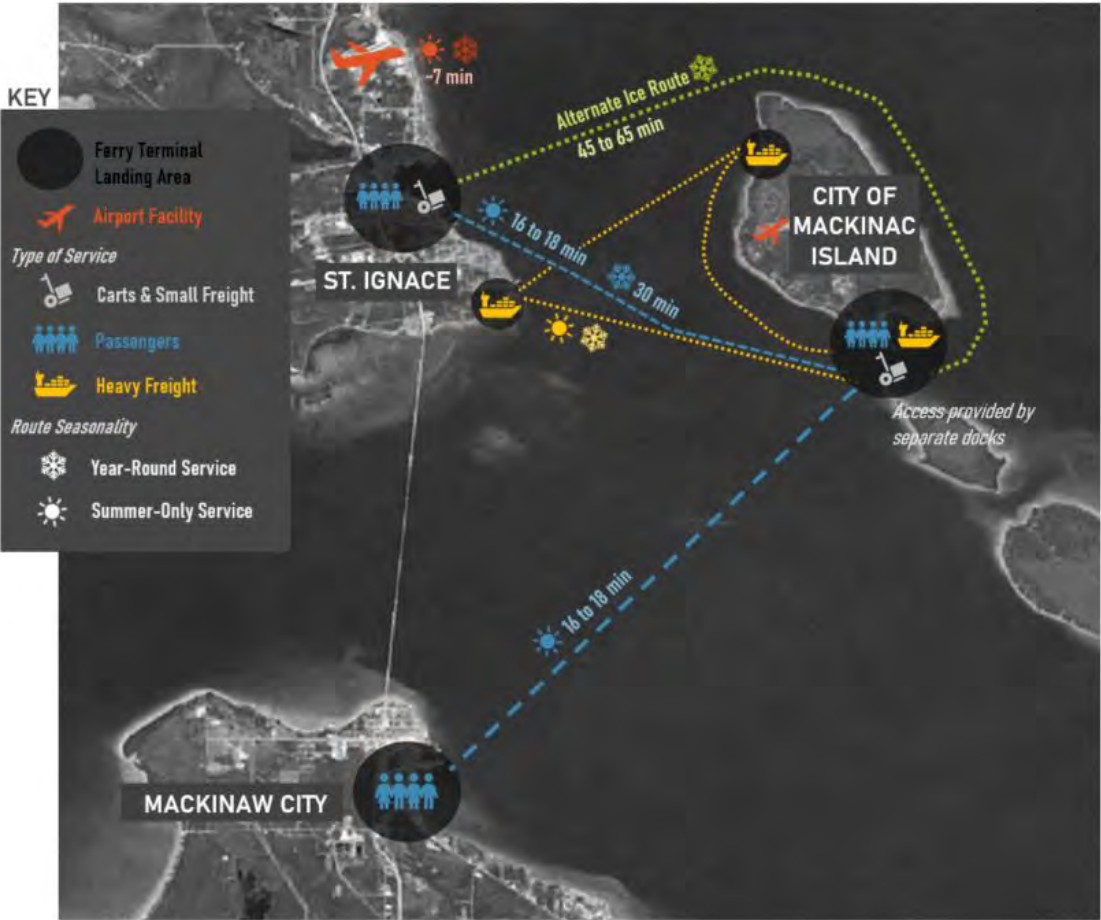 KEY
Ferry Terminal
Landing Area
Airport Facility
Type of Service
Carts & Small Freight
Passengers
Heavy Freight
Route Seasonality
Year-Round Service
Summer-Only Service
~7 min
Alternate Ice Route
45 to 65 min
16 to 18 min
30 min
ST. IGNACE
CITY OF
MACKINAC
ISLAND
Access provided by
separate docks
16 to 18 min
MACKINAW CITY